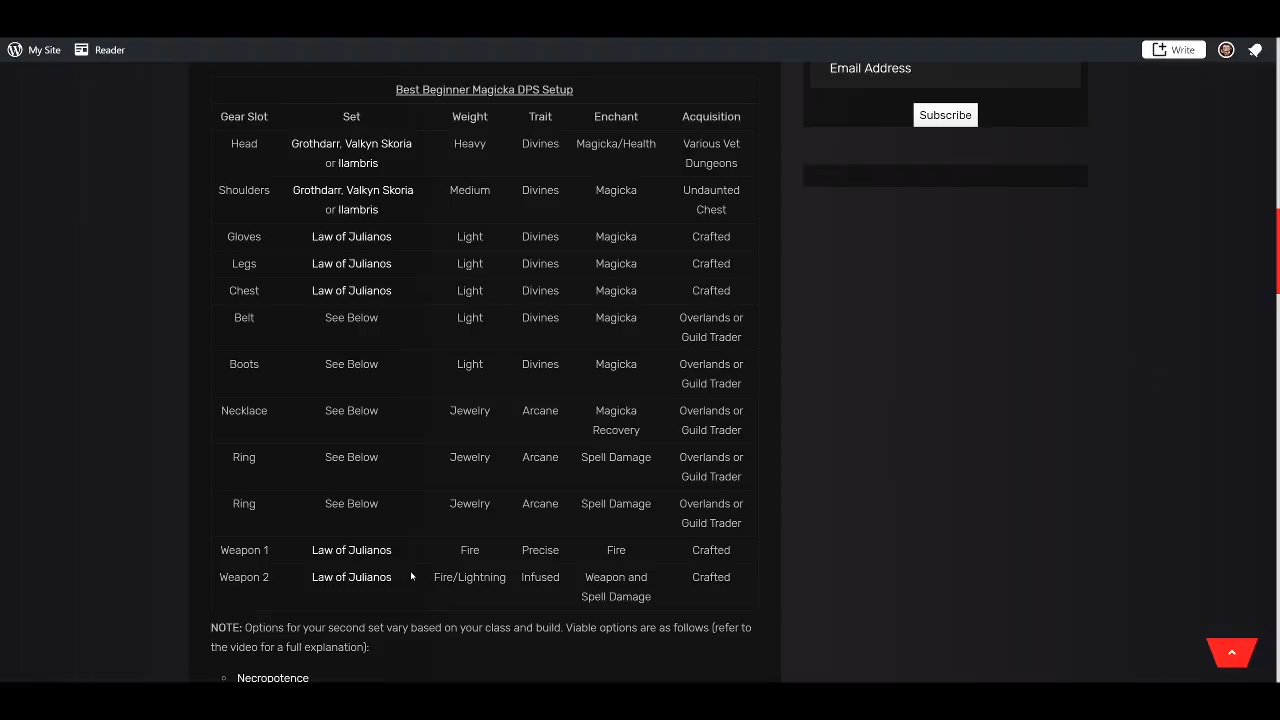 My Site Reader Write
Email Address
Subscribe
Best Beginner Magicka DPS Setup
Gear Slot Set Weight Trait Enchant Acquisition
Head Grothdarr, Valkyn Skoria Heavy Divines Magicka/Health Various Vet
or Ilambris Dungeons
Shoulders Grothdarr, Valkyn Skoria Medium Divines Magicka Undaunted
or Ilambris Chest
Gloves Law of Julianos Light Divines Magicka Crafted
Legs Law of Julianos Light Divines Magicka Crafted
Chest Law of Julianos Light Divines Magicka Crafted
Belt See Below Light Divines Magicka Overlands or
Guild Trader
Boots See Below Light Divines Magicka Overlands or
Guild Trader
Necklace See Below Jewelry Arcane Magicka Overlands or
Recovery Guild Trader
Ring See Below Jewelry Arcane Spell Damage Overlands or
Guild Trader
Ring See Below Jewelry Arcane Spell Damage Overlands or
Guild Trader
Weapon 1 Law of Julianos Fire Precise Fire Crafted
Weapon 2 Law of Julianos Fire/Lightning Infused Weapon and Crafted
Spell Damage
NOTE: Options for your second set vary based on your class and build. Viable options are as follows (refer to
the video for a full explanation):
Necropotence